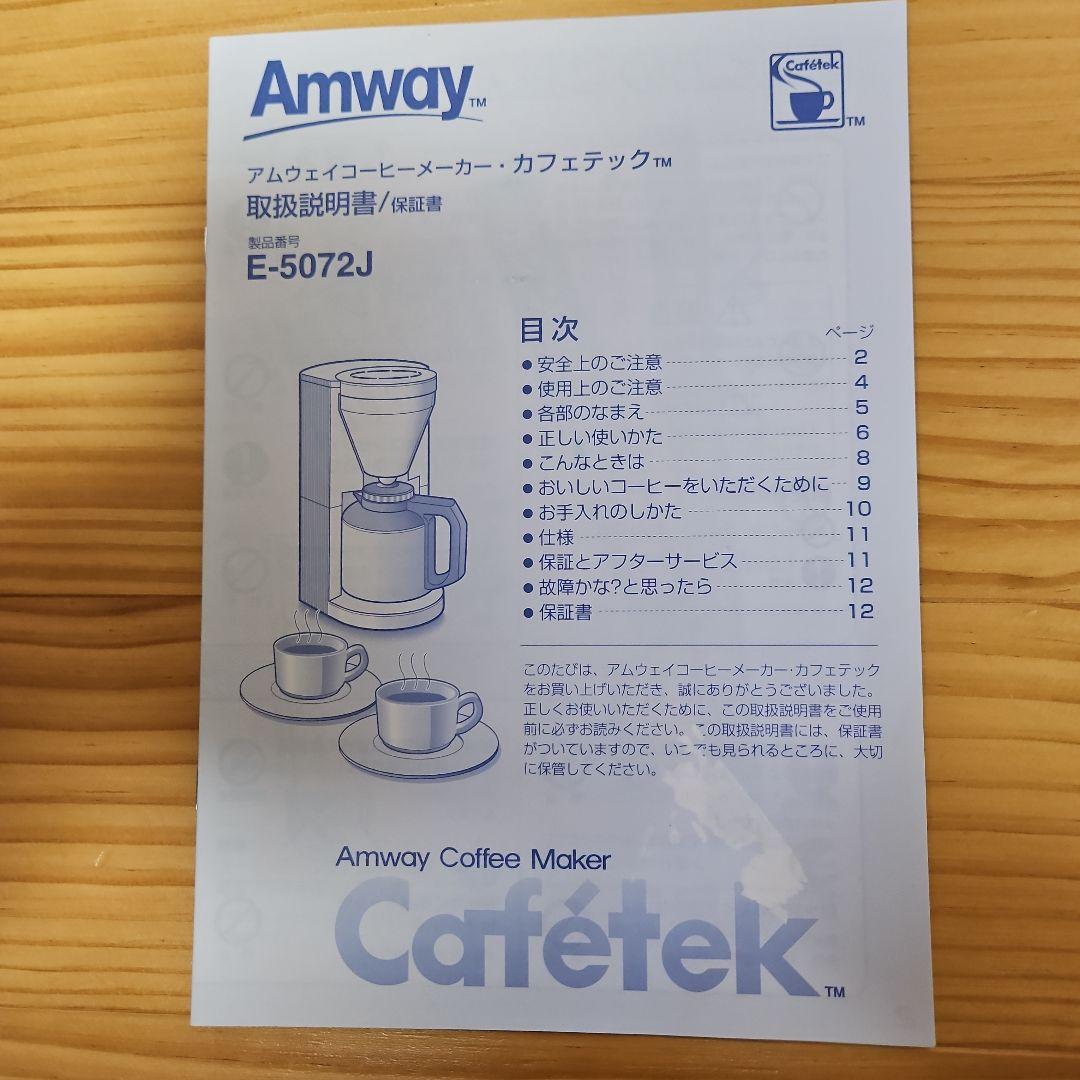 Amway™
Cafétek
™
アムウェイコーヒーメーカー・カフェテック™
取扱説明書/保証書
製品番号
E-5072J
目次
ページ
●安全上のご注意 2
●使用上のご注意 4
●各部のなまえ 5
●正しい使いかた 6
●こんなときは 8
●おいしいコーヒーをいただくために 9
●お手入れのしかた 10
●仕様 11
●保証とアフターサービス 11
●故障かな?と思ったら 12
●保証書 12
このたびは、アムウェイコーヒーメーカー・カフェテック
をお買い上げいただき、誠にありがとうございました。
正しくお使いいただくために、この取扱説明書をご使用
前に必ずお読みください。この取扱説明書には、保証書
がついていますので、いつでも見られるところに、大切
に保管してください。
Amway Coffee Maker
Cafétek™